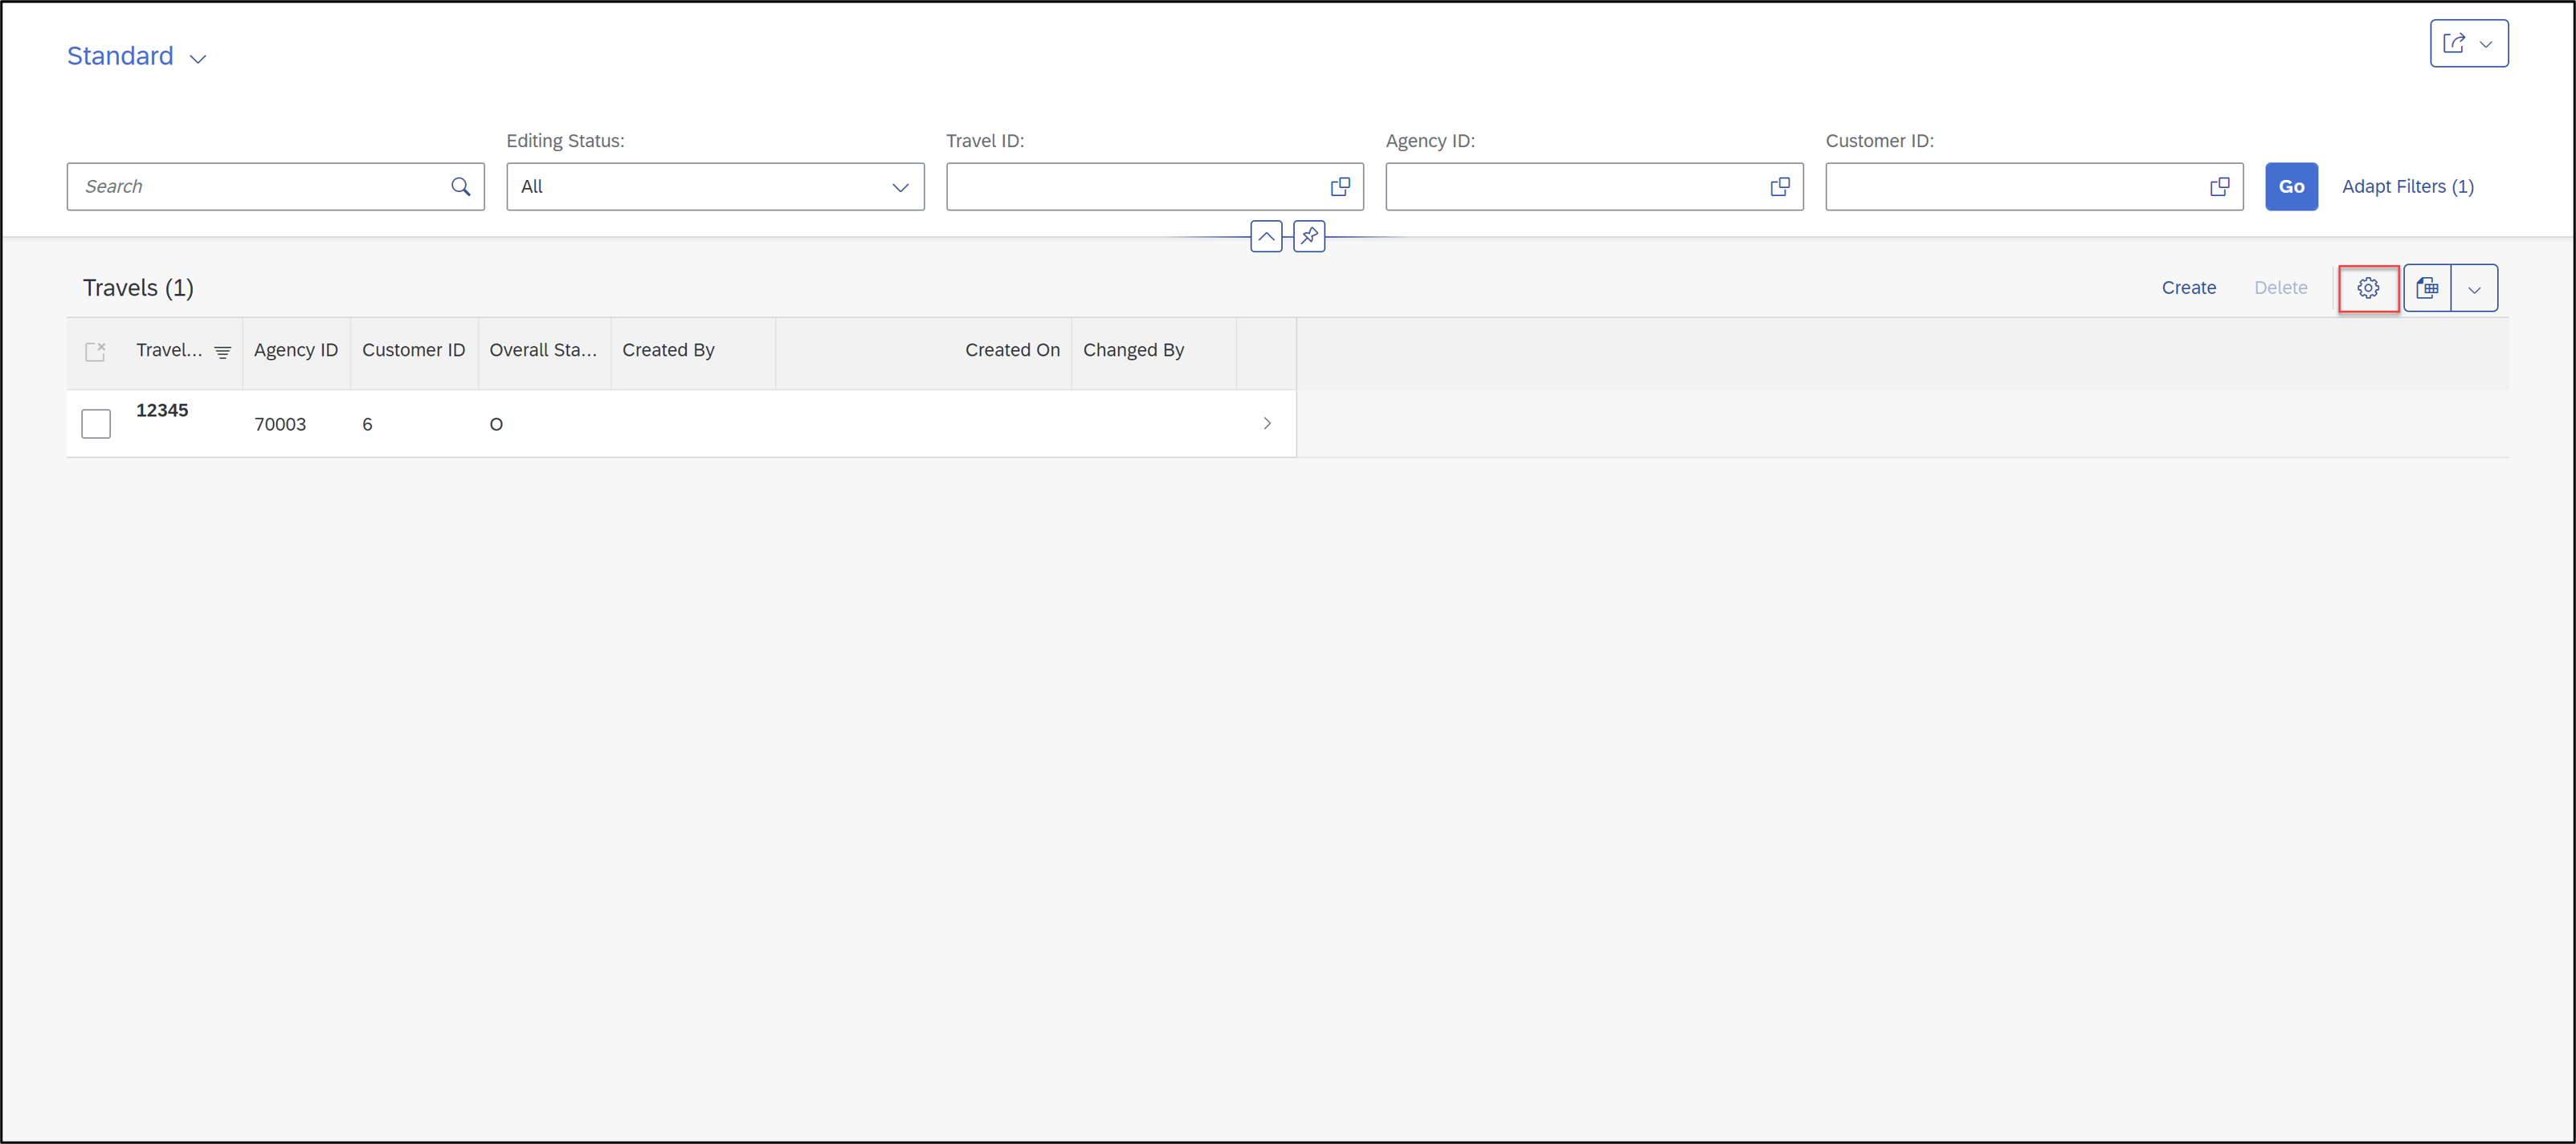 Standard
Editing Status: Travel ID: Agency ID: Customer ID:
Search All Go Adapt Filters (1)
Travels (1) Create Delete
Travel... Agency ID Customer ID Overall Sta... Created By Created On Changed By
12345 70003 6 O